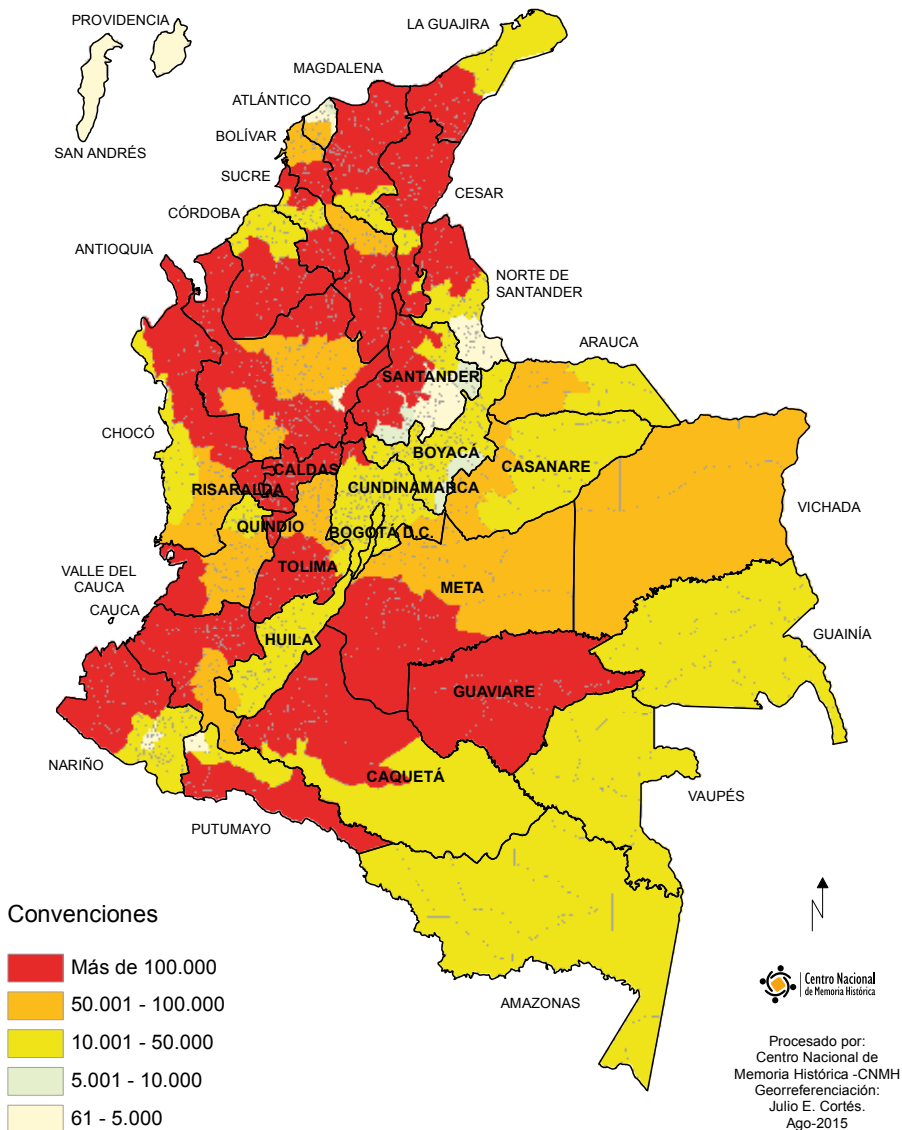 PROVIDENCIA
LA GUAJIRA
MAGDALENA
ATLÁNTICO
BOLÍVAR
SAN ANDRÉS
SUCRE
CESAR
CÓRDOBA
ANTIOQUIA
NORTE DE
SANTANDER
ARAUCA
SANTANDER
CHOCÓ
BOYACÁ
CALDAS
CASANARE
RISARALDA
CUNDINAMARCA
VICHADA
QUINDIO
BOGOTÁ D.C.
TOLIMA
VALLE DEL
CAUCA
META
CAUCA
GUAINÍA
HUILA
GUAVIARE
NARIÑO
CAQUETÁ
VAUPÉS
PUTUMAYO
AMAZONAS
Convenciones
Más de 100.000
50.001 - 100.000
10.001 - 50.000
5.001 - 10.000
61 - 5.000
N
Centro Nacional
de Memoria Histórica
Procesado por:
Centro Nacional de
Memoria Histórica -CNMH
Georreferenciación:
Julio E. Cortés.
Ago-2015